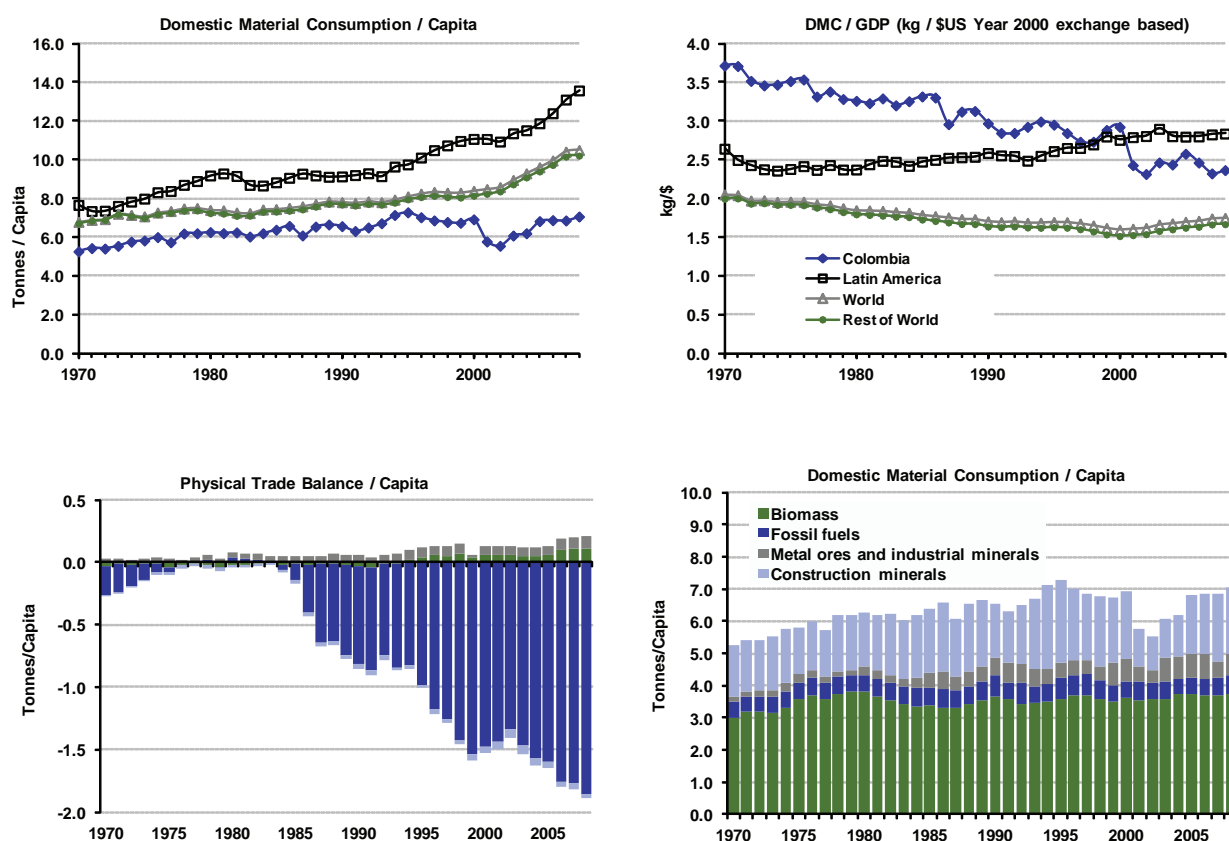 Domestic Material Consumption / Capita
16.0
14.0
12.0
10.0
8.0
6.0
4.0
2.0
0.0
Tonnes / Capita
1970 1980 1990 2000
DMC / GDP (kg / $US Year 2000 exchange based)
4.0
3.5
3.0
2.5
2.0
1.5
1.0
0.5
0.0
kg/$
Colombia
Latin America
World
Rest of World
1970 1980 1990 2000
Physical Trade Balance / Capita
0.5
0.0
-0.5
-1.0
-1.5
-2.0
Tonnes/Capita
1970 1975 1980 1985 1990 1995 2000 2005
Domestic Material Consumption / Capita
10.0
9.0
8.0
7.0
6.0
5.0
4.0
3.0
2.0
1.0
0.0
Tonnes/Capita
Biomass
Fossil fuels
Metal ores and industrial minerals
Construction minerals
1970 1975 1980 1985 1990 1995 2000 2005